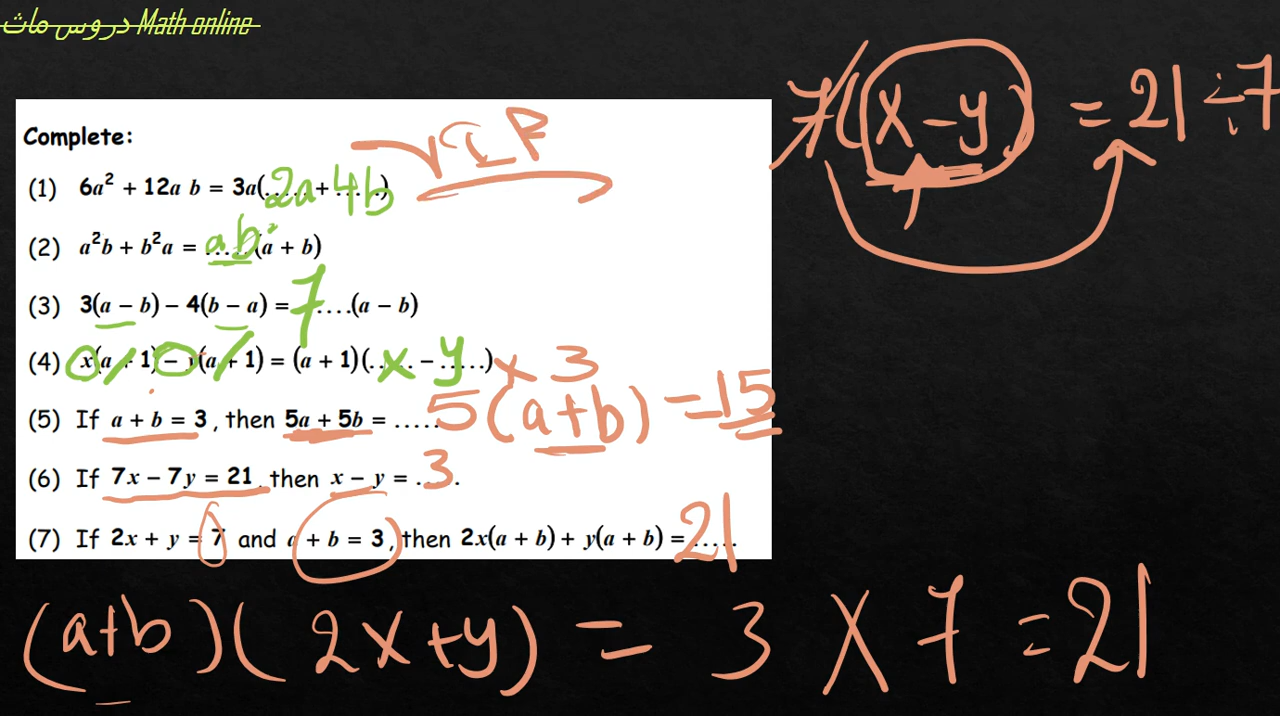 دروس ماث Math online
Complete:
(1) 6a² + 12a b = 3a(.....+.....) 2a 4b
(2) a²b + b²a = .....(a + b) ab
(3) 3(a − b) − 4(b − a) = .....(a − b) 7
(4) x(a + 1) − y(a + 1) = (a + 1)(..... − .....) x y
(5) If a + b = 3, then 5a + 5b = ..... 5(a+b) = 15
× 3
(6) If 7x − 7y = 21, then x − y = .3.
(7) If 2x + y = 7 and a + b = 3, then 2x(a + b) + y(a + b) = ..... 21
7(x − y) = 21 ÷ 7
(a+b)(2x+y) = 3 × 7 = 21